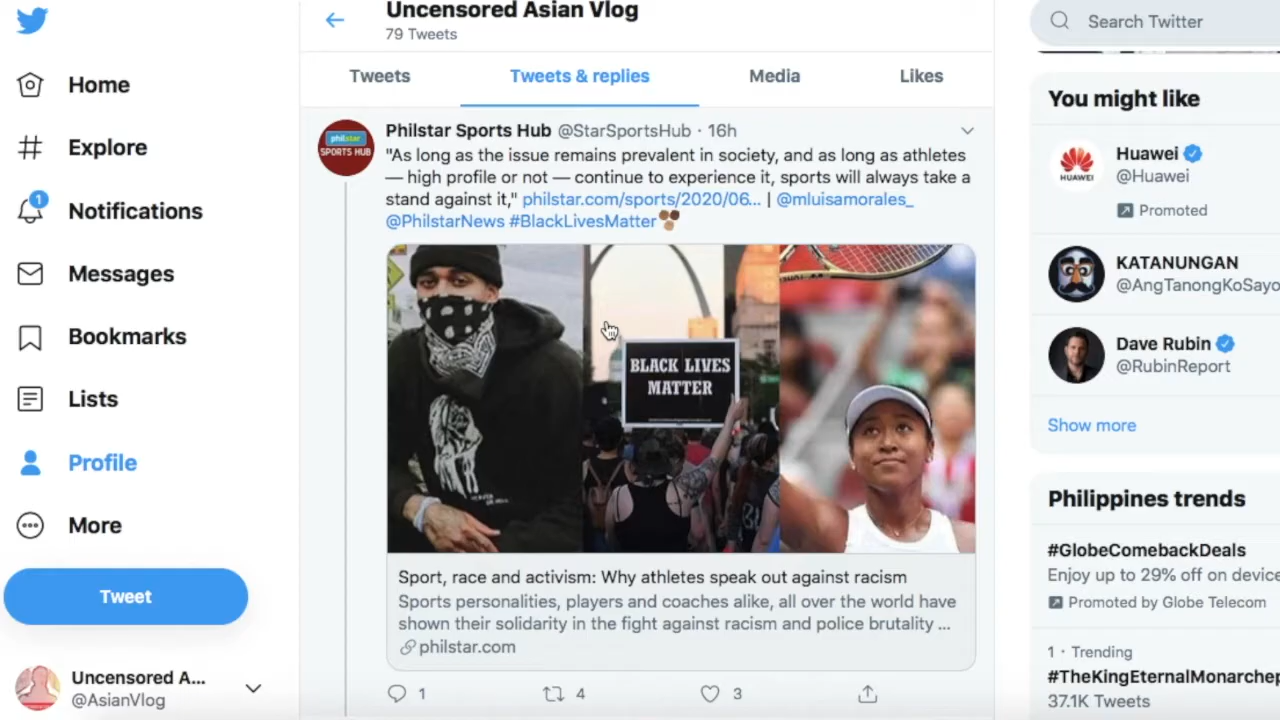 Home
Explore
1
Notifications
Messages
Bookmarks
Lists
Profile
More
Tweet
Uncensored A...
@AsianVlog
Uncensored Asian Vlog
79 Tweets
Tweets
Tweets & replies
Media
Likes
philstar
SPORTS HUB
Philstar Sports Hub @StarSportsHub · 16h
"As long as the issue remains prevalent in society, and as long as athletes
— high profile or not — continue to experience it, sports will always take a
stand against it," philstar.com/sports/2020/06... | @mluisamorales_
@PhilstarNews #BlackLivesMatter
BLACK LIVES
MATTER
Sport, race and activism: Why athletes speak out against racism
Sports personalities, players and coaches alike, all over the world have
shown their solidarity in the fight against racism and police brutality ...
philstar.com
1
4
3
Search Twitter
You might like
HUAWEI
Huawei
@Huawei
Promoted
KATANUNGAN
@AngTanongKoSayo
Dave Rubin
@RubinReport
Show more
Philippines trends
#GlobeComebackDeals
Enjoy up to 29% off on device
Promoted by Globe Telecom
1 · Trending
#TheKingEternalMonarchep
37.1K Tweets